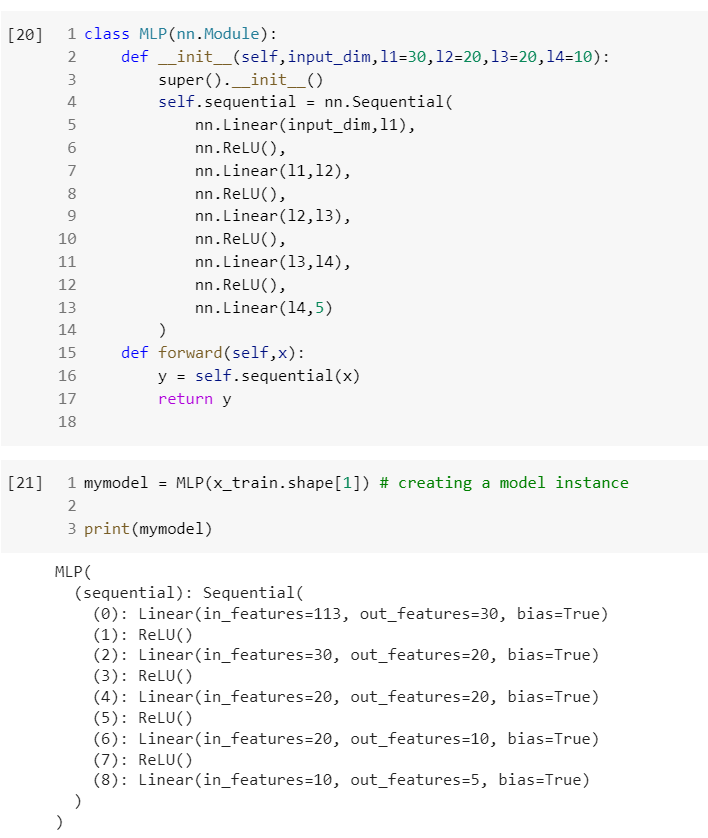 [20] 1 class MLP(nn.Module):
2     def __init__(self,input_dim,l1=30,l2=20,l3=20,l4=10):
3         super().__init__()
4         self.sequential = nn.Sequential(
5             nn.Linear(input_dim,l1),
6             nn.ReLU(),
7             nn.Linear(l1,l2),
8             nn.ReLU(),
9             nn.Linear(l2,l3),
10             nn.ReLU(),
11             nn.Linear(l3,l4),
12             nn.ReLU(),
13             nn.Linear(l4,5)
14         )
15     def forward(self,x):
16         y = self.sequential(x)
17         return y
18
[21] 1 mymodel = MLP(x_train.shape[1]) # creating a model instance
2
3 print(mymodel)
MLP(
  (sequential): Sequential(
    (0): Linear(in_features=113, out_features=30, bias=True)
    (1): ReLU()
    (2): Linear(in_features=30, out_features=20, bias=True)
    (3): ReLU()
    (4): Linear(in_features=20, out_features=20, bias=True)
    (5): ReLU()
    (6): Linear(in_features=20, out_features=10, bias=True)
    (7): ReLU()
    (8): Linear(in_features=10, out_features=5, bias=True)
  )
)